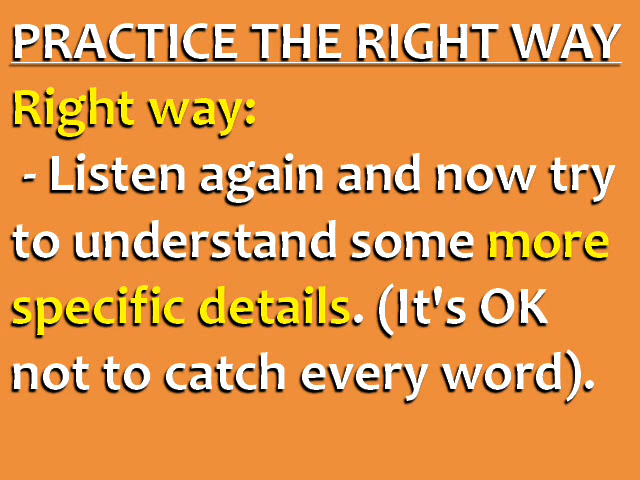 PRACTICE THE RIGHT WAY
Right way:
- Listen again and now try
to understand some more
specific details. (It's OK
not to catch every word).